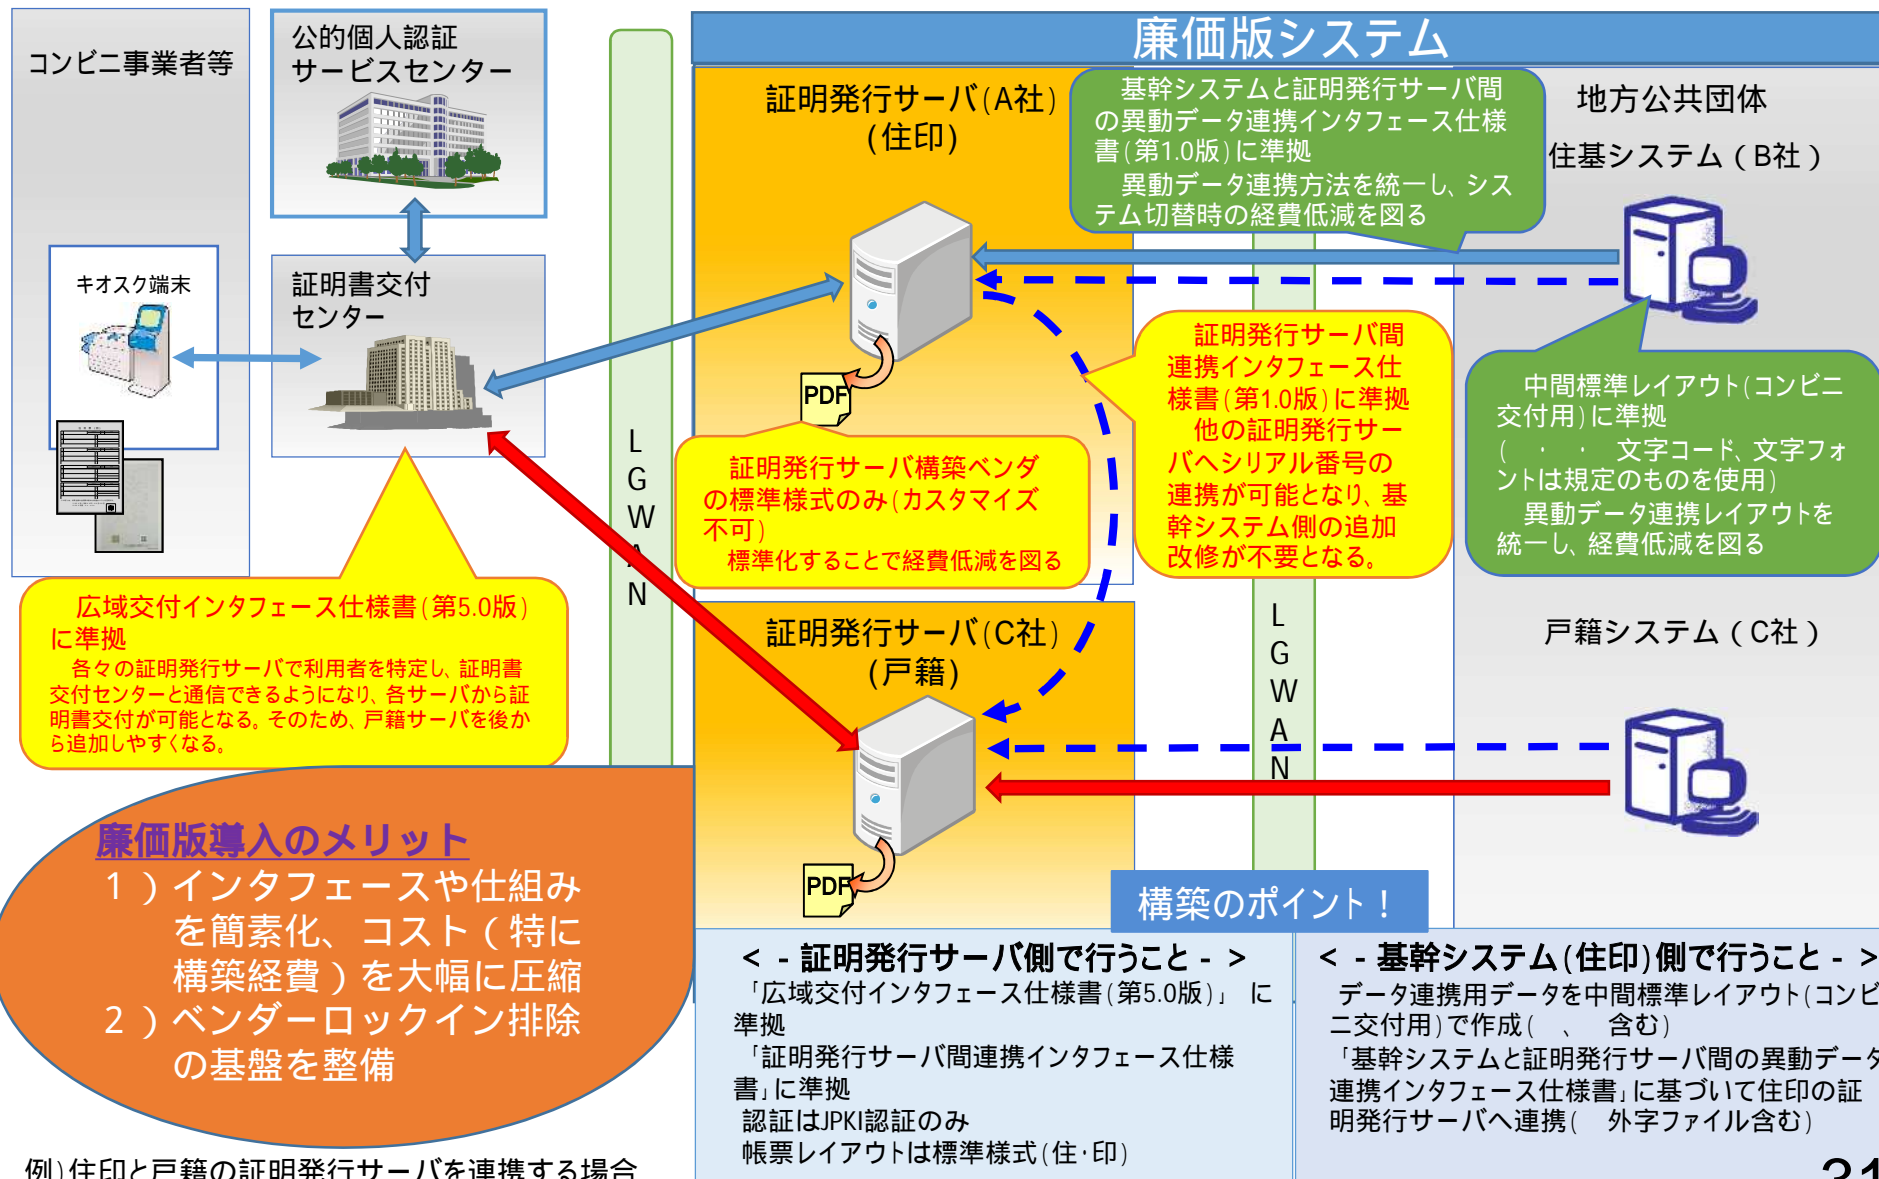 廉価版システム
コンビニ事業者等
公的個人認証
サービスセンター
キオスク端末
証明書交付
センター
L
G
W
A
N
証明発行サーバ(A社)
(住印)
基幹システムと証明発行サーバ間
の異動データ連携インタフェース仕様
書(第1.0版)に準拠
異動データ連携方法を統一し、シス
テム切替時の経費低減を図る
地方公共団体
住基システム(B社)
PDF
証明発行サーバ間
連携インタフェース仕
様書(第1.0版)に準拠
他の証明発行サー
バへシリアル番号の
連携が可能となり、基
幹システム側の追加
改修が不要となる。
中間標準レイアウト(コンビニ
交付用)に準拠
( ・ ・ 文字コード、文字フォ
ントは規定のものを使用)
異動データ連携レイアウトを
統一し、経費低減を図る
証明発行サーバ構築ベンダ
の標準様式のみ(カスタマイズ
不可)
標準化することで経費低減を図る
広域交付インタフェース仕様書(第5.0版)
に準拠
各々の証明発行サーバで利用者を特定し、証明書
交付センターと通信できるようになり、各サーバから証
明書交付が可能となる。そのため、戸籍サーバを後か
ら追加しやすくなる。
証明発行サーバ(C社)
(戸籍)
L
G
W
A
N
戸籍システム(C社)
PDF
廉価版導入のメリット
1)インタフェースや仕組み
を簡素化、コスト(特に
構築経費)を大幅に圧縮
2)ベンダーロックイン排除
の基盤を整備
構築のポイント!
< - 証明発行サーバ側で行うこと - >
「広域交付インタフェース仕様書(第5.0版)」 に
準拠
「証明発行サーバ間連携インタフェース仕様
書」に準拠
認証はJPKI認証のみ
帳票レイアウトは標準様式(住・印)
< - 基幹システム(住印)側で行うこと - >
データ連携用データを中間標準レイアウト(コンビ
ニ交付用)で作成( 、 含む)
「基幹システムと証明発行サーバ間の異動データ
連携インタフェース仕様書」に基づいて住印の証
明発行サーバへ連携( 外字ファイル含む)
例)住印と戸籍の証明発行サーバを連携する場合
31